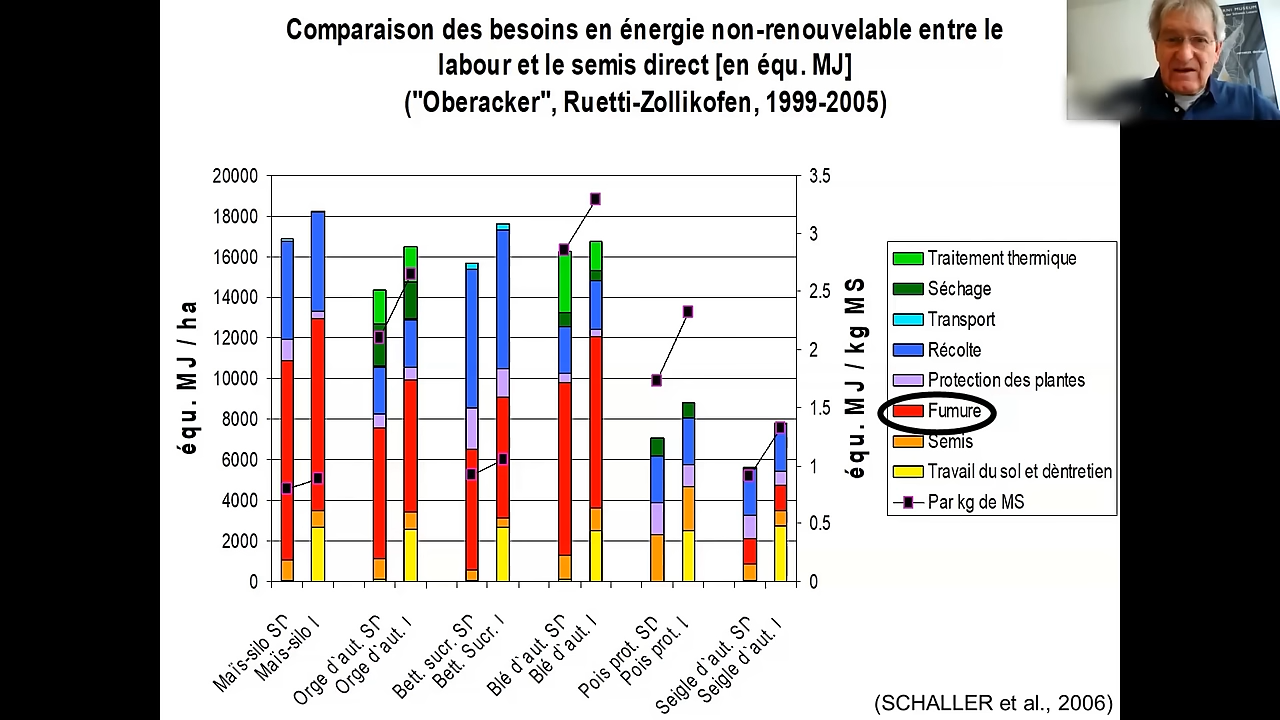 Comparaison des besoins en énergie non-renouvelable entre le
labour et le semis direct [en équ. MJ]
("Oberacker", Ruetti-Zollikofen, 1999-2005)
20000
18000
16000
14000
12000
10000
8000
6000
4000
2000
0
équ. MJ / ha
3.5
3
2.5
2
1.5
1
0.5
0
équ. MJ / kg MS
Traitement thermique
Séchage
Transport
Récolte
Protection des plantes
Fumure
Semis
Travail du sol et dèntretien
Par kg de MS
Maïs-silo SD
Maïs-silo l
Orge d`aut. SD
Orge d`aut. l
Bett. sucr. SD
Bett. Sucr. l
Blé d`aut. SD
Blé d`aut. l
Pois prot. SD
Pois prot. l
Seigle d`aut. SD
Seigle d`aut. l
(SCHALLER et al., 2006)